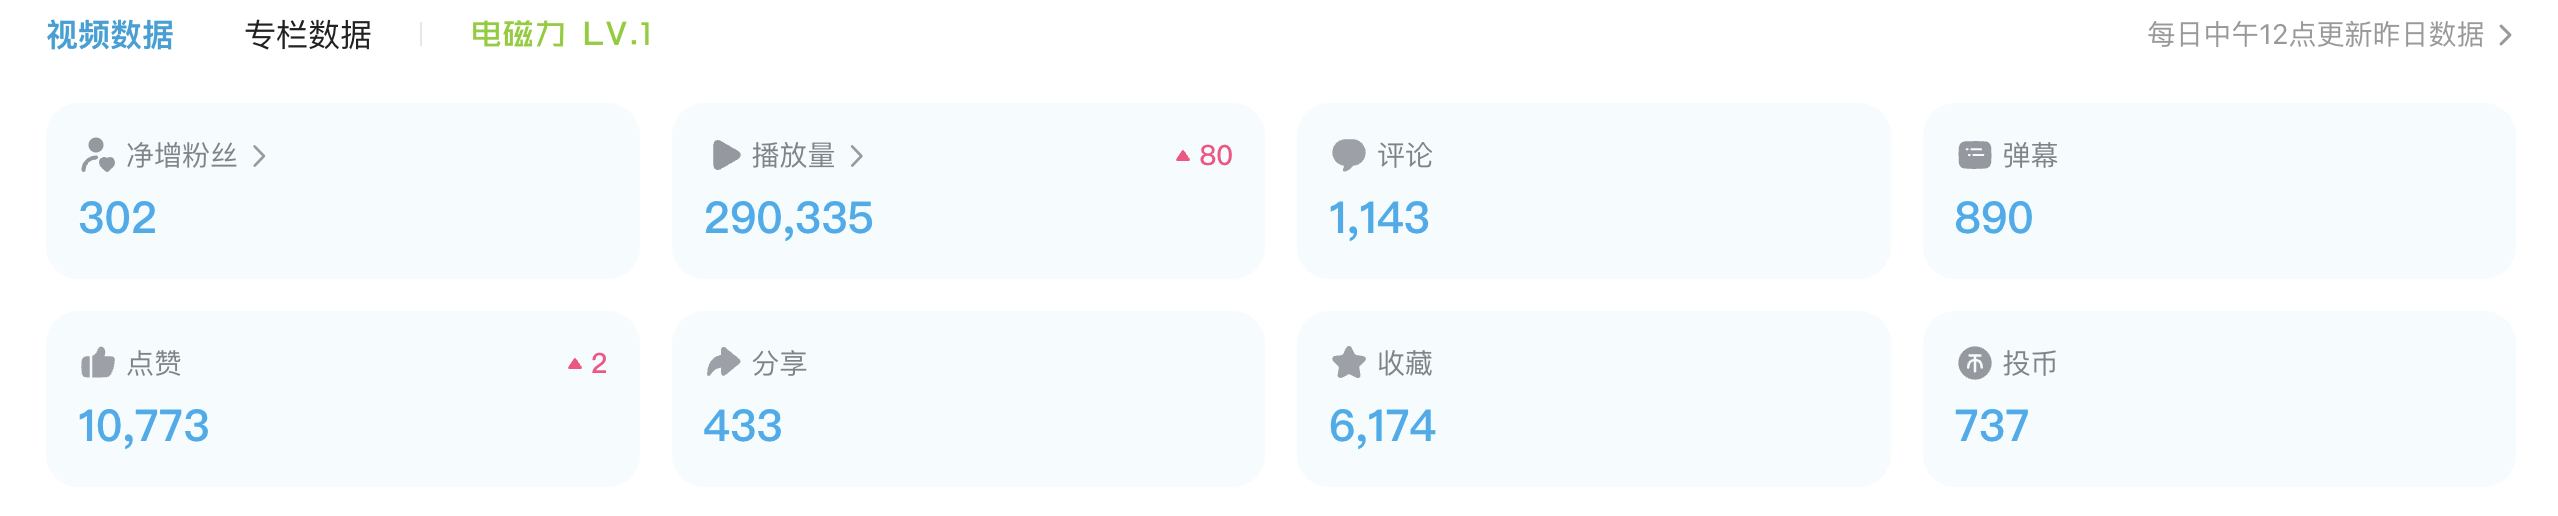 视频数据 专栏数据 电磁力 LV.1 每日中午12点更新昨日数据
净增粉丝 播放量 80 评论 弹幕
302 290,335 1,143 890
点赞 2 分享 收藏 投币
10,773 433 6,174 737